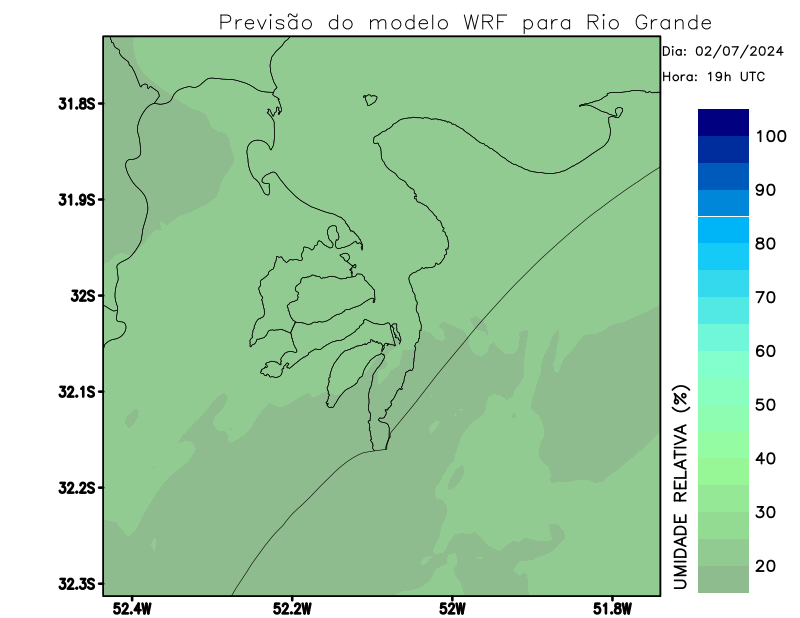 Previsão do modelo WRF para Rio Grande
Dia: 02/07/2024
Hora: 19h UTC
31.8S
31.9S
32S
32.1S
32.2S
32.3S
52.4W
52.2W
52W
51.8W
100
90
80
70
60
50
40
30
20
UMIDADE RELATIVA (%)